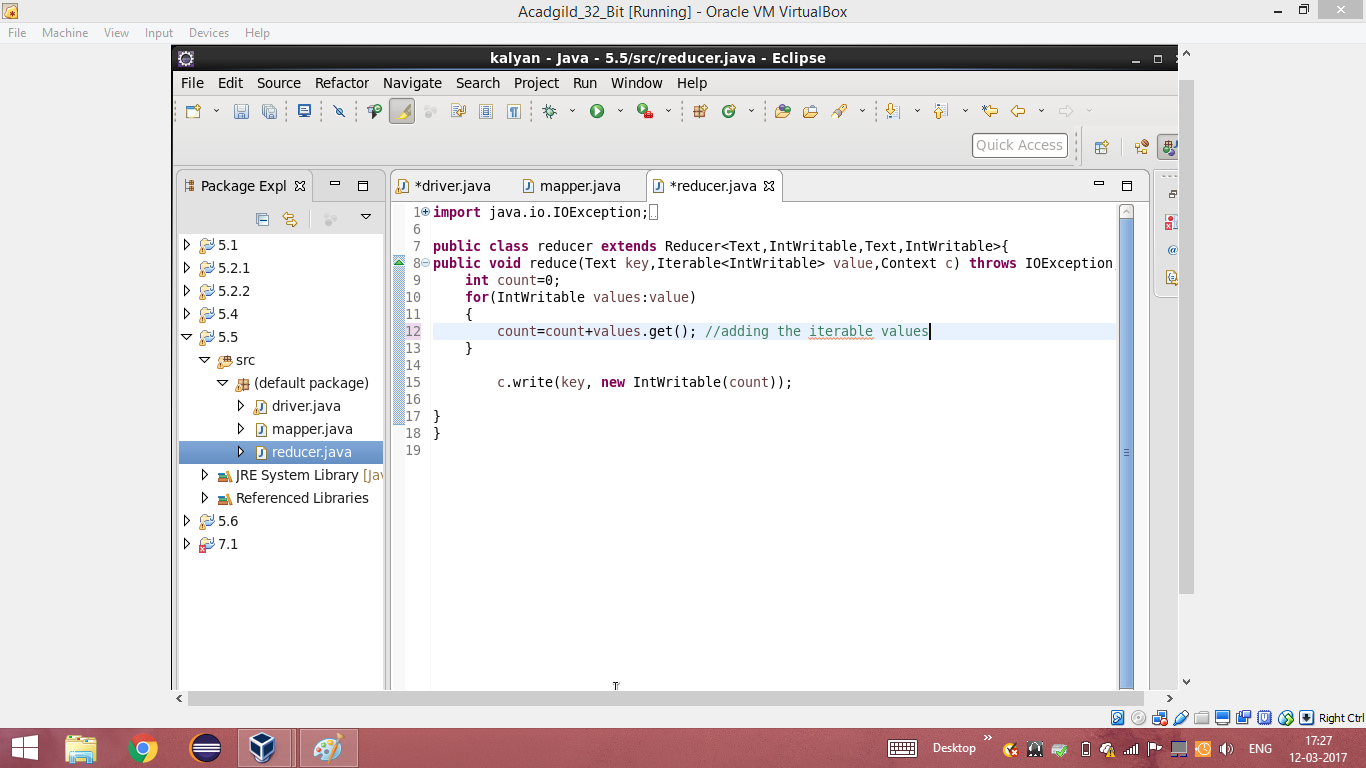 Acadgild_32_Bit [Running] - Oracle VM VirtualBox
File Machine View Input Devices Help
kalyan - Java - 5.5/src/reducer.java - Eclipse
File Edit Source Refactor Navigate Search Project Run Window Help
Quick Access
Package Expl
*driver.java mapper.java *reducer.java
5.1
5.2.1
5.2.2
5.4
5.5
src
(default package)
driver.java
mapper.java
reducer.java
JRE System Library [Jav
Referenced Libraries
5.6
7.1
1 import java.io.IOException;
6
7 public class reducer extends Reducer<Text,IntWritable,Text,IntWritable>{
8 public void reduce(Text key,Iterable<IntWritable> value,Context c) throws IOException
9 int count=0;
10 for(IntWritable values:value)
11 {
12 count=count+values.get(); //adding the iterable values
13 }
14
15 c.write(key, new IntWritable(count));
16
17 }
18 }
19
Right Ctrl
Desktop » ENG 17:27
12-03-2017